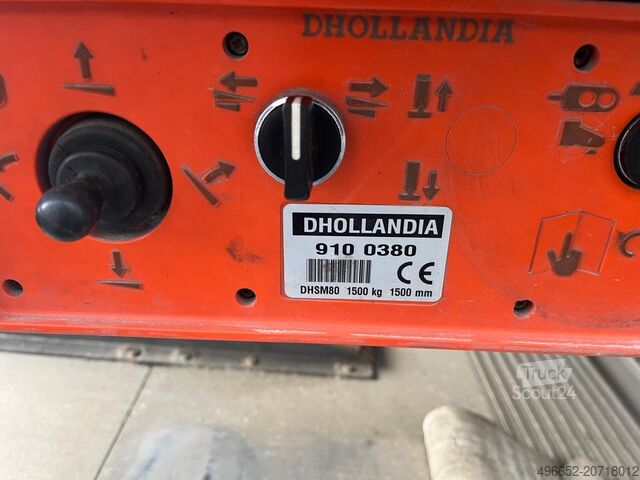 DHOLLANDIA
DHOLLANDIA
910 0380
CE
DHSM80 1500 kg 1500 mm
Truck
Scout24
496652-20718012